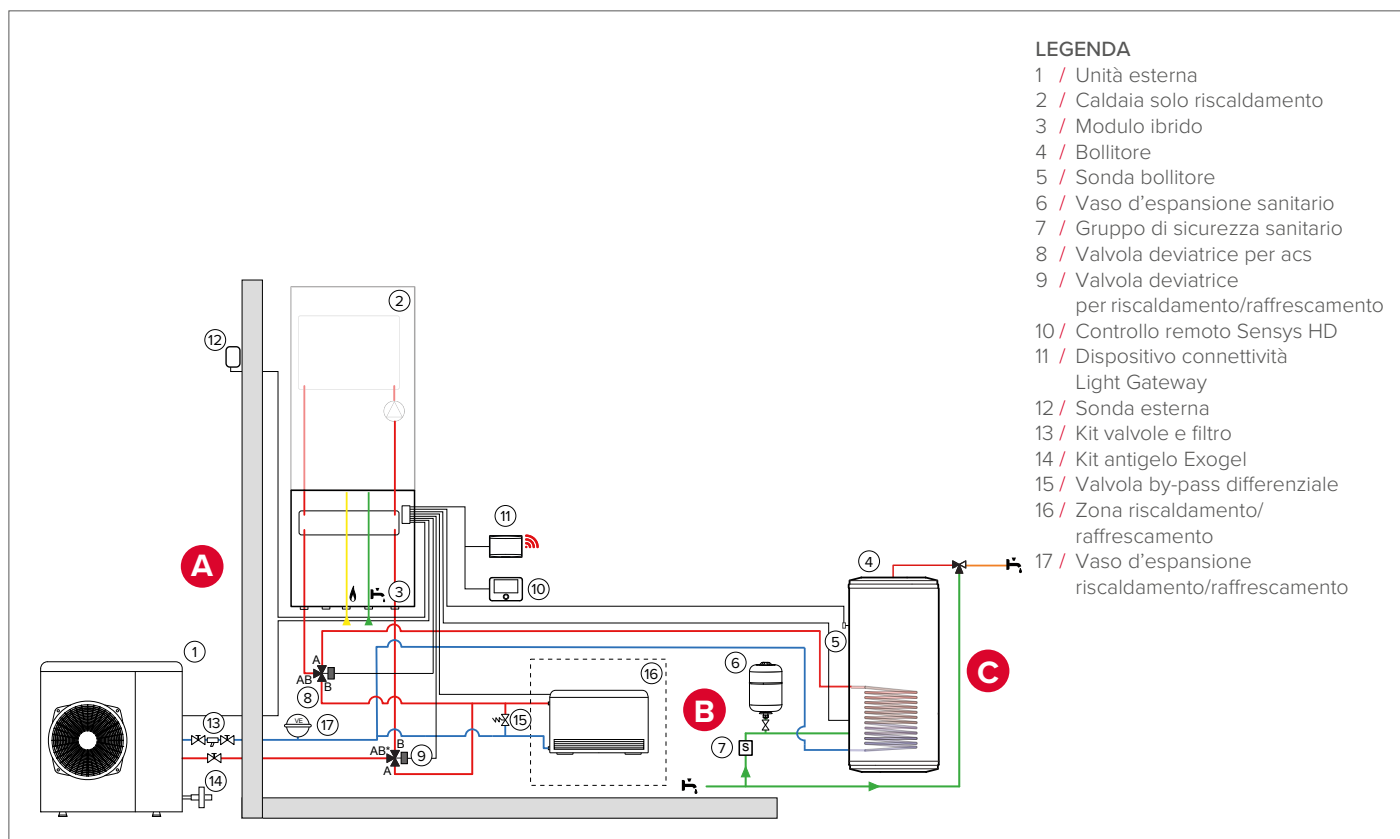 LEGENDA
1 / Unità esterna
2 / Caldaia solo riscaldamento
3 / Modulo ibrido
4 / Bollitore
5 / Sonda bollitore
6 / Vaso d'espansione sanitario
7 / Gruppo di sicurezza sanitario
8 / Valvola deviatrice per acs
9 / Valvola deviatrice
per riscaldamento/raffrescamento
10 / Controllo remoto Sensys HD
11 / Dispositivo connettività
Light Gateway
12 / Sonda esterna
13 / Kit valvole e filtro
14 / Kit antigelo Exogel
15 / Valvola by-pass differenziale
16 / Zona riscaldamento/
raffrescamento
17 / Vaso d'espansione
riscaldamento/raffrescamento
2
12
11
A
3
10
4
5
1
A
AB
B
8
6
16
C
13
VE
17
15
B
B
AB*
9
A
7
S
14